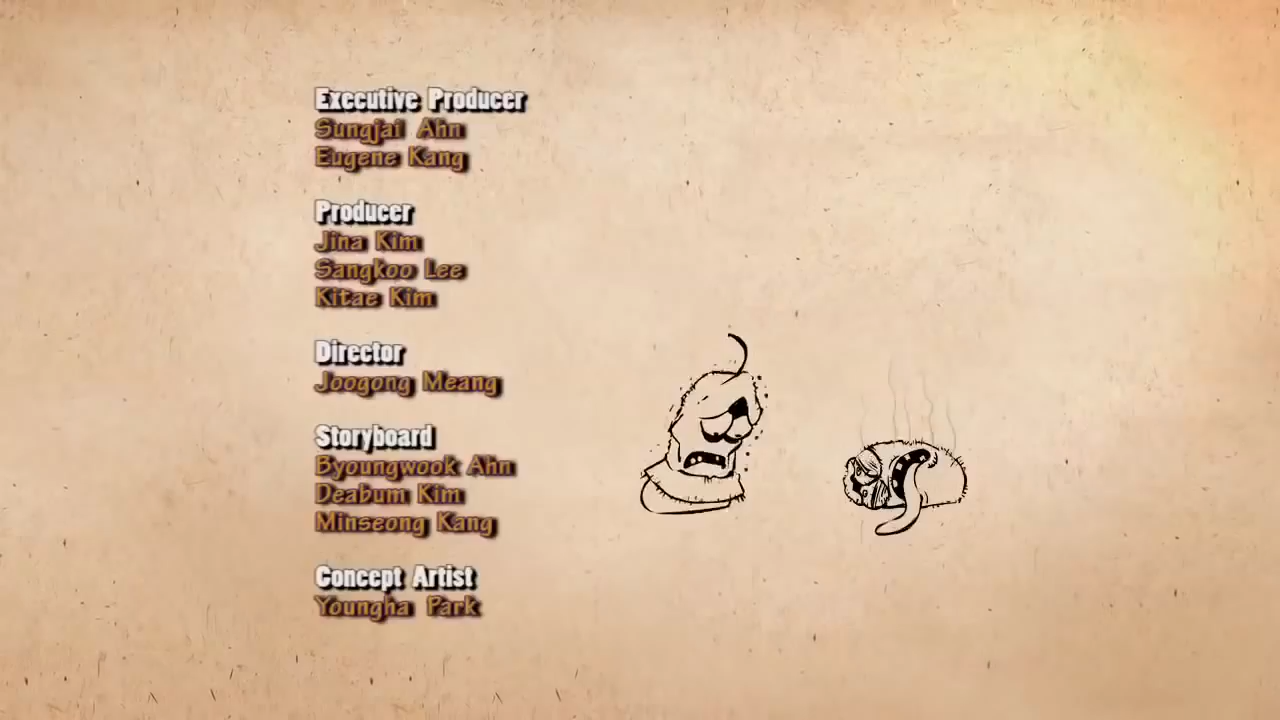 Executive Producer
Sungjai Ahn
Eugene Kang
Producer
Jina Kim
Sangkoo Lee
Kitae Kim
Director
Joogong Meang
Storyboard
Byoungwook Ahn
Deabum Kim
Minseong Kang
Concept Artist
Youngha Park